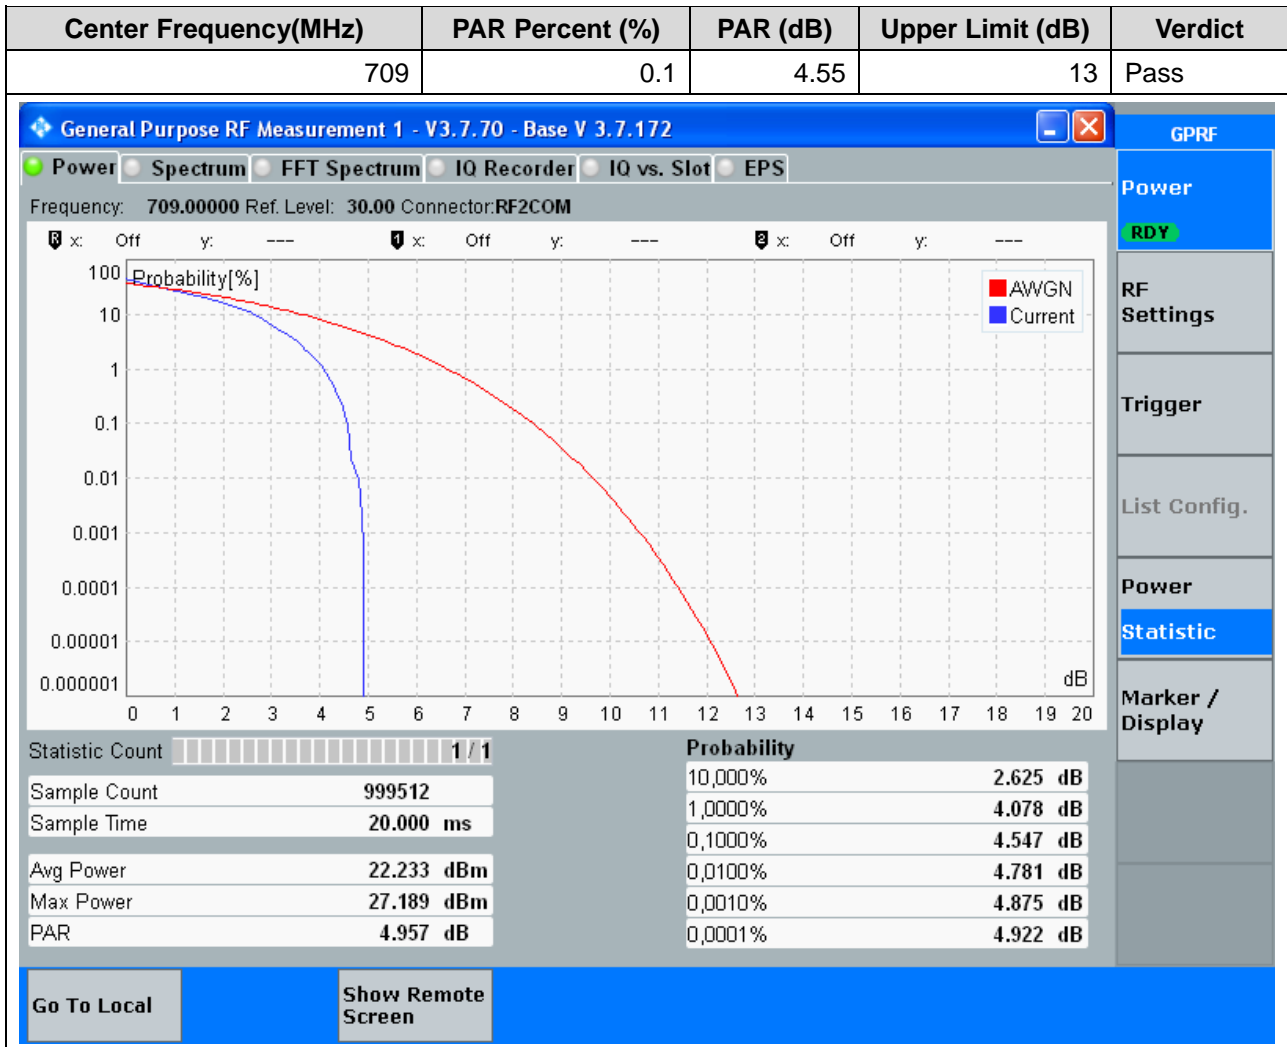 Center Frequency(MHz) PAR Percent (%) PAR (dB) Upper Limit (dB) Verdict
709 0.1 4.55 13 Pass
General Purpose RF Measurement 1 - V3.7.70 - Base V 3.7.172
GPRF
Power Spectrum FFT Spectrum IQ Recorder IQ vs. Slot EPS
Power
RDY
Frequency: 709.00000 Ref. Level: 30.00 Connector:RF2COM
R x: Off y: --- 1 x: Off y: --- 2 x: Off y: ---
Probability[%]
AWGN
Current
100
10
1
0.1
0.01
0.001
0.0001
0.00001
0.000001
dB
0 1 2 3 4 5 6 7 8 9 10 11 12 13 14 15 16 17 18 19 20
RF
Settings
Trigger
List Config.
Power
Statistic
Marker /
Display
Statistic Count 1 / 1
Sample Count 999512
Sample Time 20.000 ms
Avg Power 22.233 dBm
Max Power 27.189 dBm
PAR 4.957 dB
Probability
10,000% 2.625 dB
1,0000% 4.078 dB
0,1000% 4.547 dB
0,0100% 4.781 dB
0,0010% 4.875 dB
0,0001% 4.922 dB
Go To Local
Show Remote
Screen